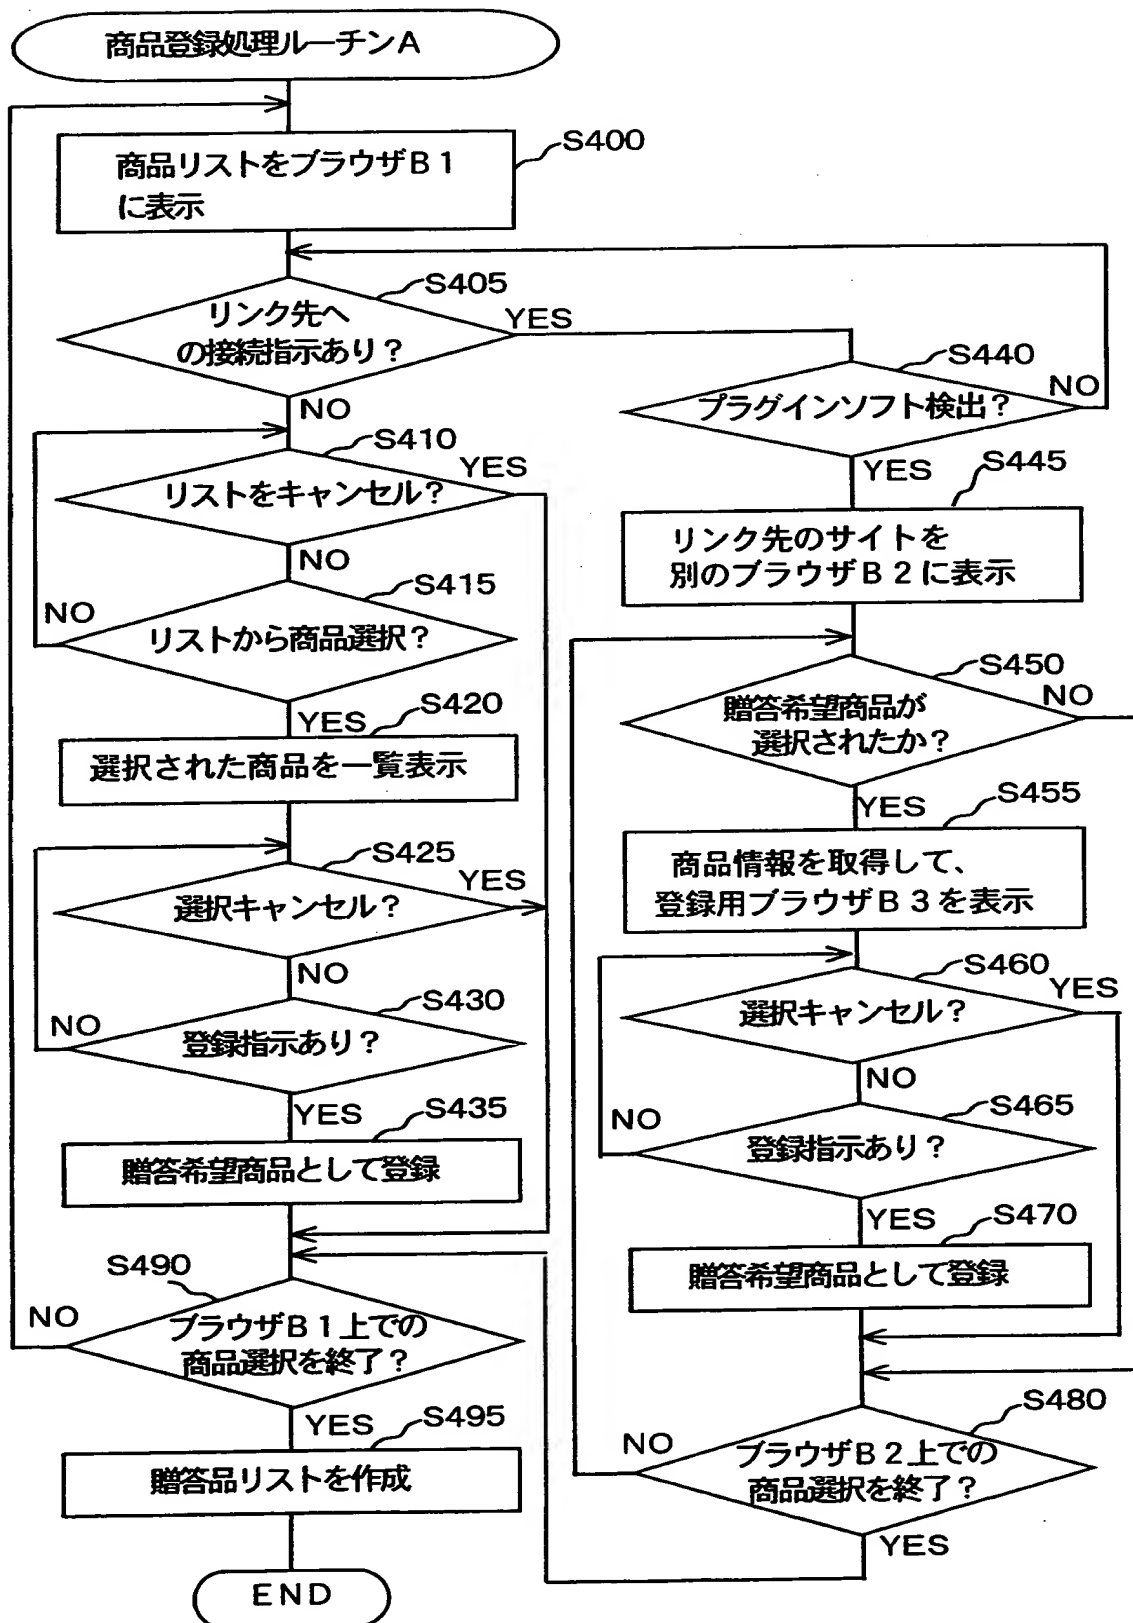 商品登録処理ルーチンA
S400
商品リストをブラウザB1
に表示
S405
リンク先へ
の接続指示あり?
YES
NO
S410
リストをキャンセル?
YES
NO
S415
リストから商品選択?
NO
YES
S420
選択された商品を一覧表示
S425
選択キャンセル?
YES
NO
S430
登録指示あり?
NO
YES
S435
贈答希望商品として登録
S490
ブラウザB1上での
商品選択を終了?
NO
YES
S495
贈答品リストを作成
END
S440
プラグインソフト検出?
NO
YES
S445
リンク先のサイトを
別のブラウザB2に表示
S450
贈答希望商品が
選択されたか?
NO
YES
S455
商品情報を取得して、
登録用ブラウザB3を表示
S460
選択キャンセル?
YES
NO
S465
登録指示あり?
NO
YES
S470
贈答希望商品として登録
S480
ブラウザB2上での
商品選択を終了?
NO
YES